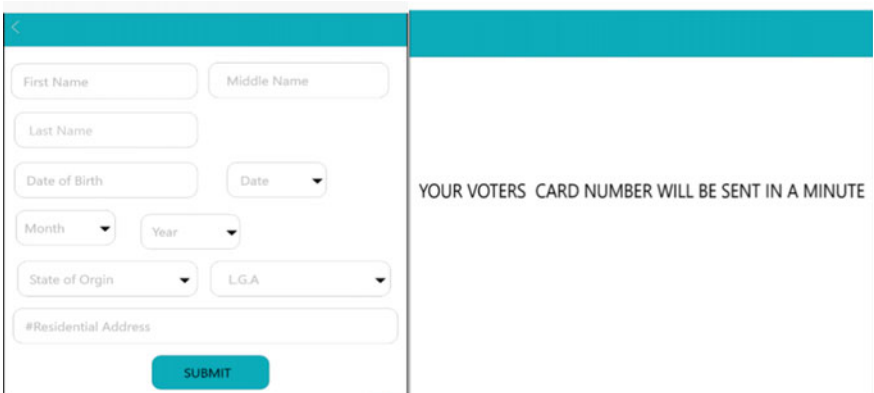 First Name
Middle Name
Last Name
Date of Birth
Date
Month
Year
State of Orgin
L.G.A
#Residential Address
SUBMIT
YOUR VOTERS CARD NUMBER WILL BE SENT IN A MINUTE